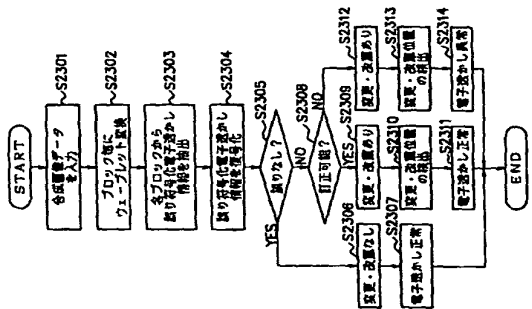 START
S2301
合成画像データ
を入力
S2302
ブロック毎に
ウェーブレット変換
S2303
各ブロックから
誤り符号化電子透かし
情報を抽出
S2304
誤り符号化電子透かし
情報を復号化
S2305
誤りなし?
YES
NO
S2306
変更・改竄なし
S2307
電子透かし正常
S2308
訂正可能?
YES
NO
S2309
変更・改竄あり
S2310
変更・改竄位置
の検出
S2311
電子透かし正常
S2312
変更・改竄あり
S2313
変更・改竄位置
の検出
S2314
電子透かし異常
END